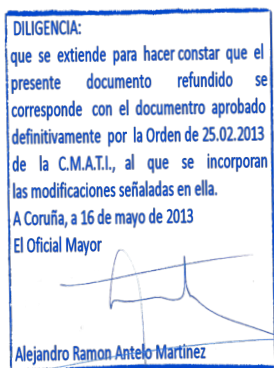 DILIGENCIA:
que se extiende para hacer constar que el
presente documento refundido se
corresponde con el documentro aprobado
definitivamente por la Orden de 25.02.2013
de la C.M.A.T.I., al que se incorporan
las modificaciones señaladas en ella.
A Coruña, a 16 de mayo de 2013
El Oficial Mayor
Alejandro Ramon Antelo Martinez